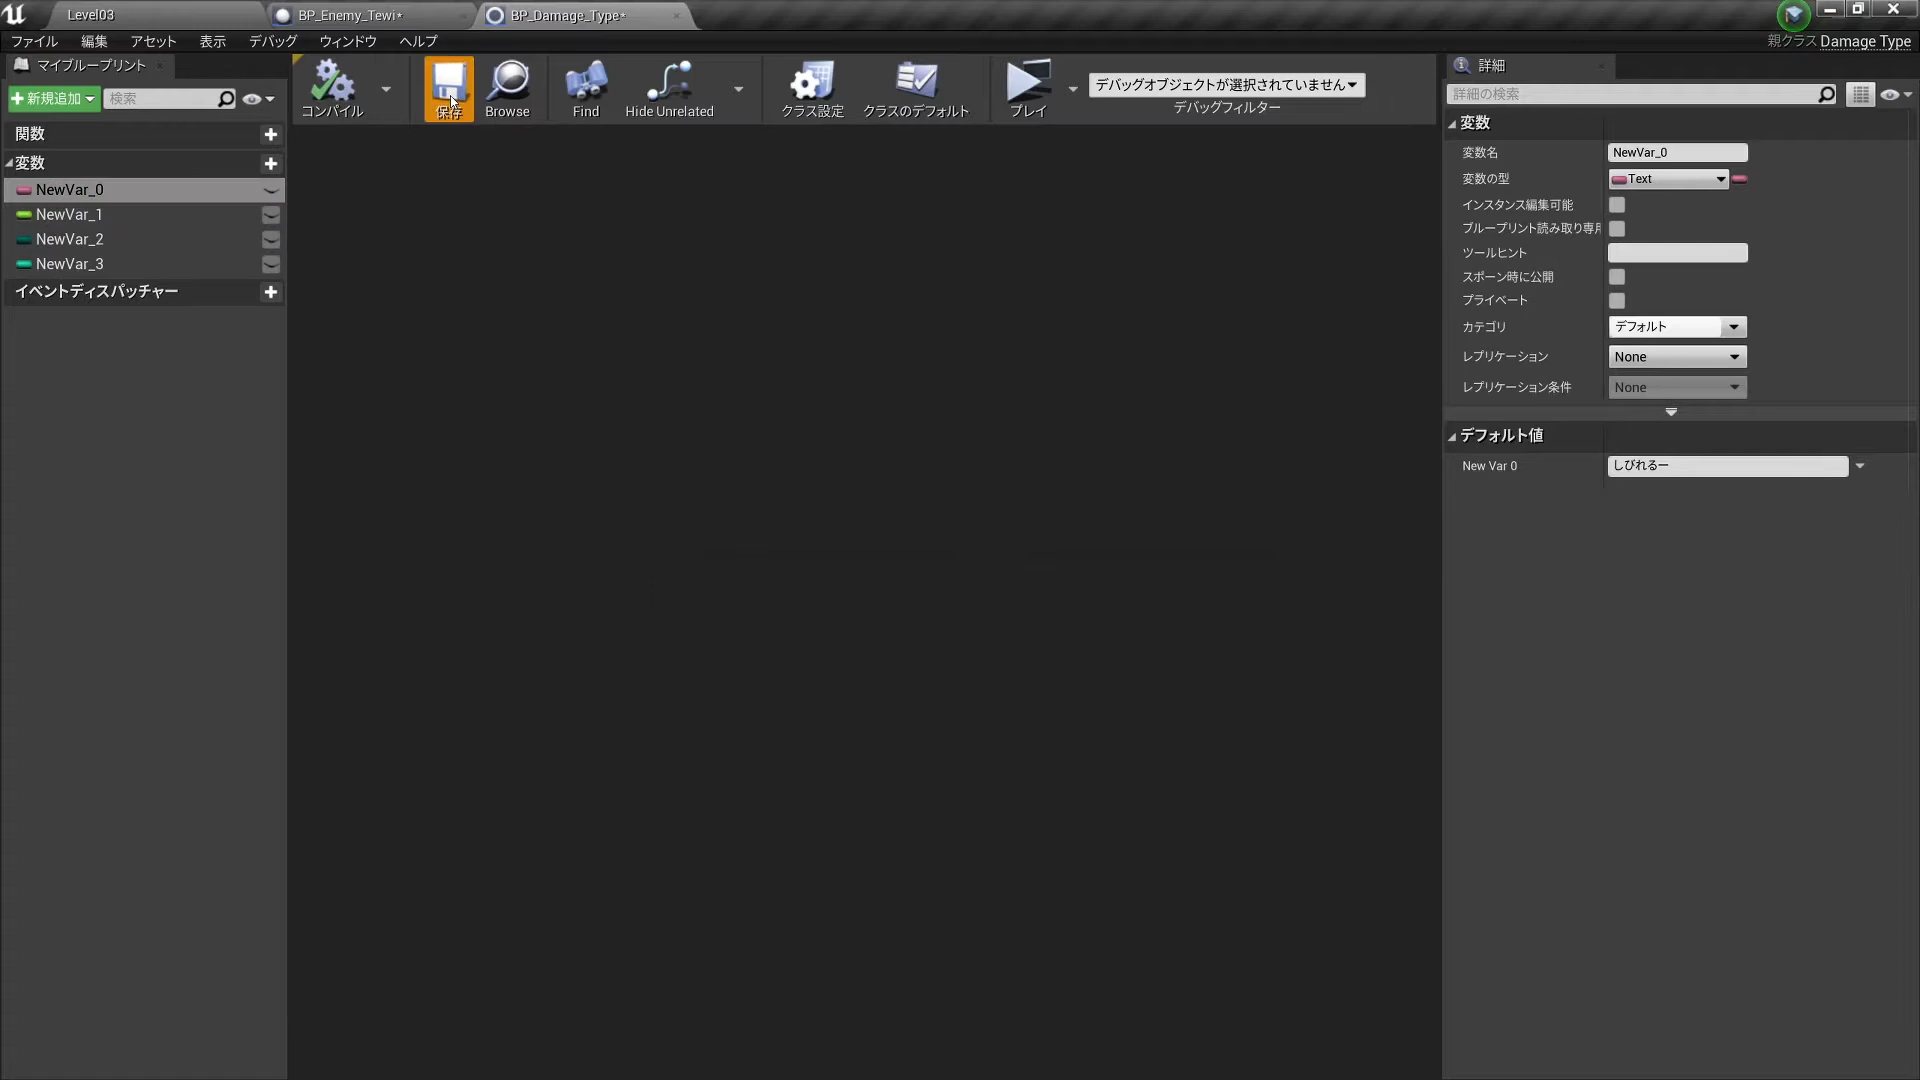 Level03
BP_Enemy_Tewi*
BP_Damage_Type*
ファイル 編集 アセット 表示 デバッグ ウィンドウ ヘルプ
親クラス Damage Type
マイブループリント
新規追加
検索
関数
変数
NewVar_0
NewVar_1
NewVar_2
NewVar_3
イベントディスパッチャー
コンパイル
保存
Browse
Find
Hide Unrelated
クラス設定
クラスのデフォルト
プレイ
デバッグオブジェクトが選択されていません
デバッグフィルター
詳細
詳細の検索
変数
変数名 NewVar_0
変数の型 Text
インスタンス編集可能
ブループリント読み取り専用
ツールヒント
スポーン時に公開
プライベート
カテゴリ デフォルト
レプリケーション None
レプリケーション条件 None
デフォルト値
New Var 0 しびれるー